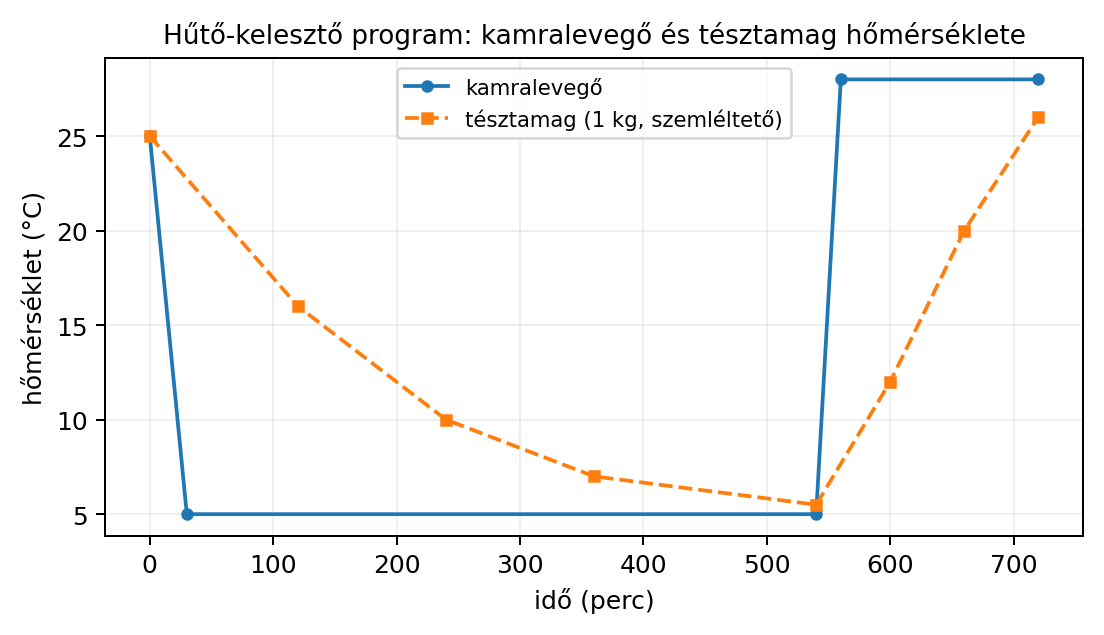 Hűtő-kelesztő program: kamralevegő és tésztamag hőmérséklete
kamralevegő
tésztamag (1 kg, szemléltető)
hőmérséklet (°C)
25
20
15
10
5
0 100 200 300 400 500 600 700
idő (perc)